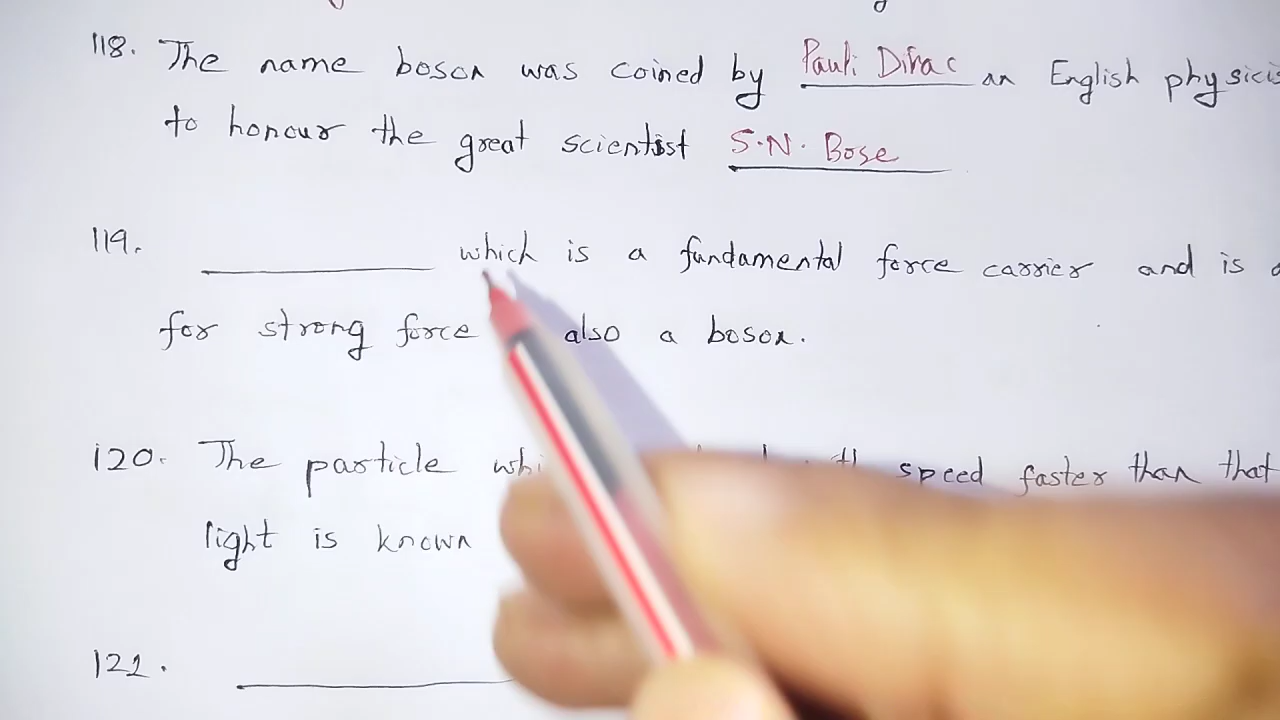 118. The name boson was coined by Pauli Dirac an English
to honour the great scientist S.N. Bose
119. which is a fundamental force carrier and is
for strong force also a boson.
120. The particle speed faster than that
light is known
121.